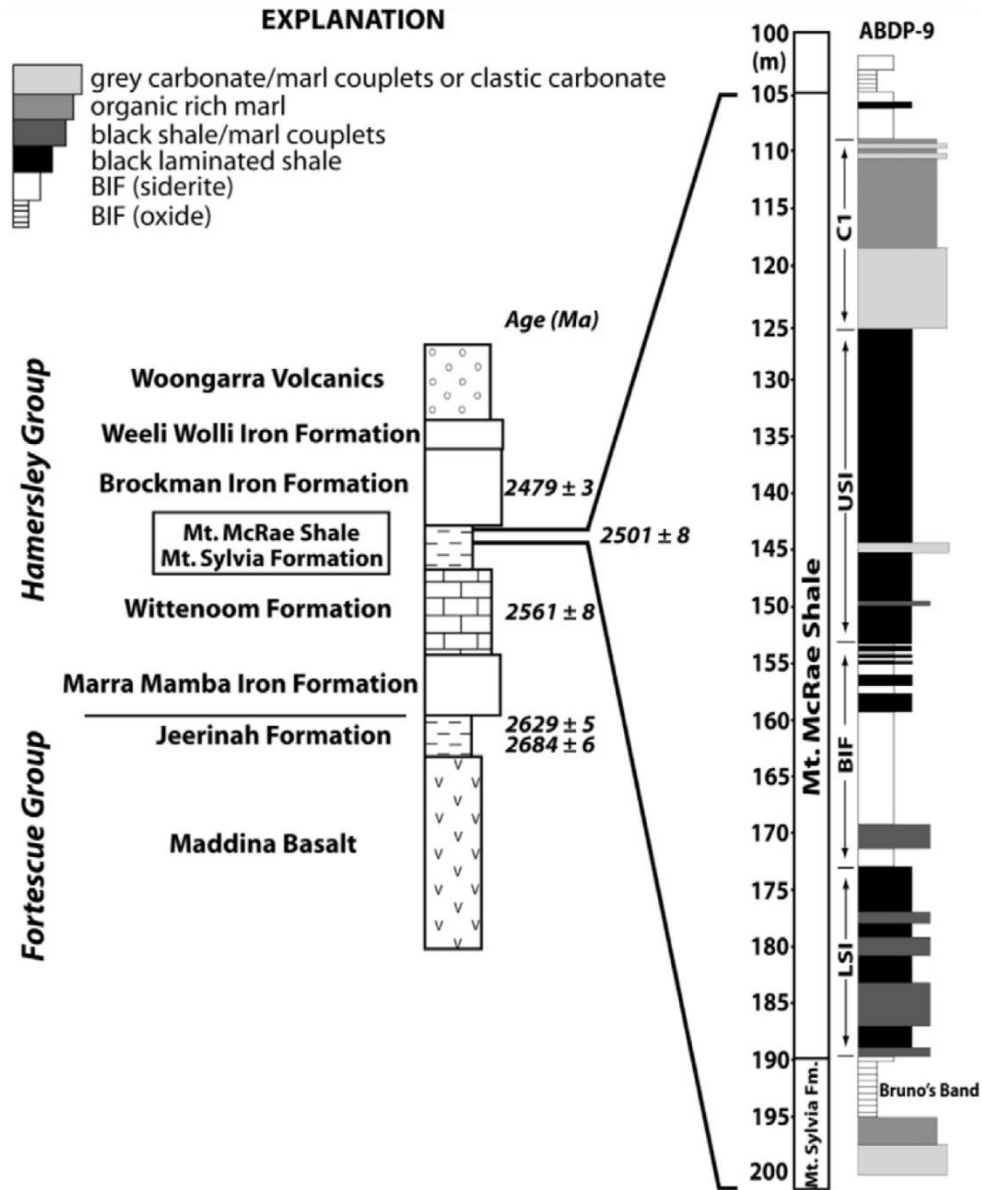 EXPLANATION
grey carbonate/marl couplets or clastic carbonate
organic rich marl
black shale/marl couplets
black laminated shale
BIF (siderite)
BIF (oxide)
Hamersley Group
Fortescue Group
Age (Ma)
Woongarra Volcanics
Weeli Wolli Iron Formation
Brockman Iron Formation
2479 ± 3
Mt. McRae Shale
Mt. Sylvia Formation
2501 ± 8
Wittenoom Formation
2561 ± 8
Marra Mamba Iron Formation
Jeerinah Formation
2629 ± 5
2684 ± 6
Maddina Basalt
100
(m)
105
110
115
120
125
130
135
140
145
150
155
160
165
170
175
180
185
190
195
200
Mt. McRae Shale
Mt. Sylvia Fm.
ABDP-9
C1
USI
BIF
LSI
Bruno's Band